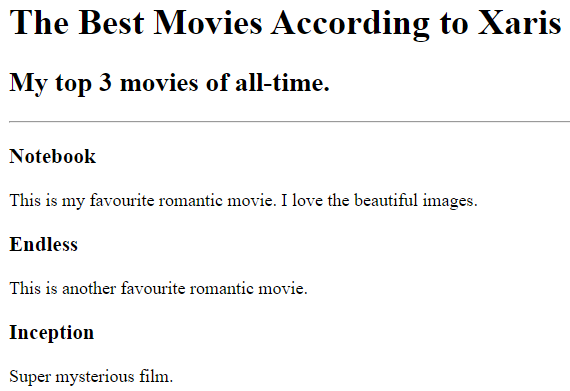 The Best Movies According to Xaris
My top 3 movies of all-time.
Notebook
This is my favourite romantic movie. I love the beautiful images.
Endless
This is another favourite romantic movie.
Inception
Super mysterious film.